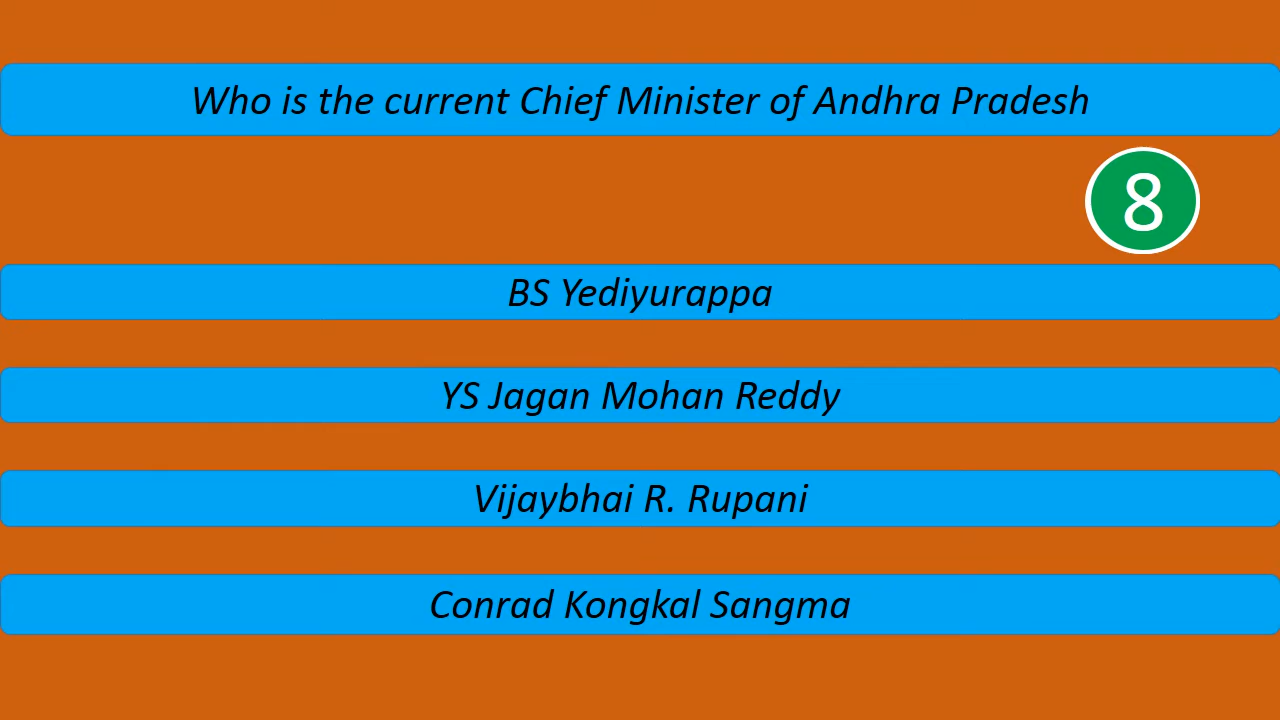 Who is the current Chief Minister of Andhra Pradesh
8
BS Yediyurappa
YS Jagan Mohan Reddy
Vijaybhai R. Rupani
Conrad Kongkal Sangma